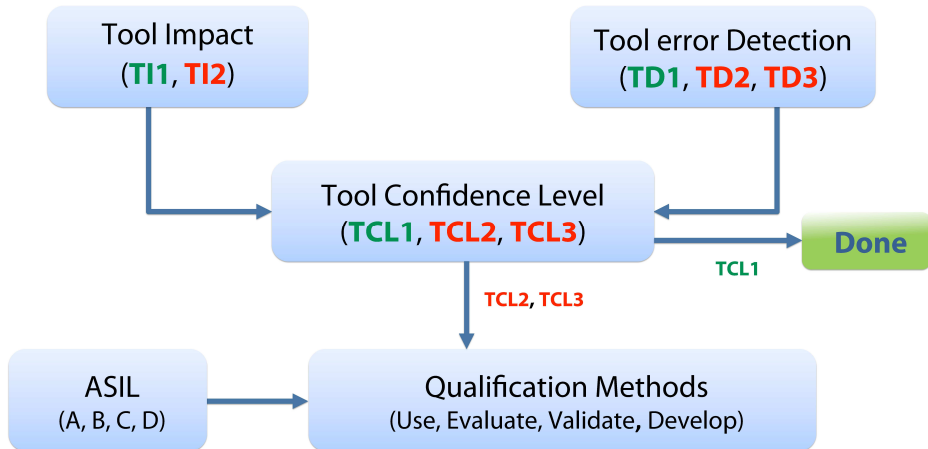 Tool Impact
(TI1, TI2)
Tool error Detection
(TD1, TD2, TD3)
Tool Confidence Level
(TCL1, TCL2, TCL3)
Done
TCL1
TCL2, TCL3
ASIL
(A, B, C, D)
Qualification Methods
(Use, Evaluate, Validate, Develop)